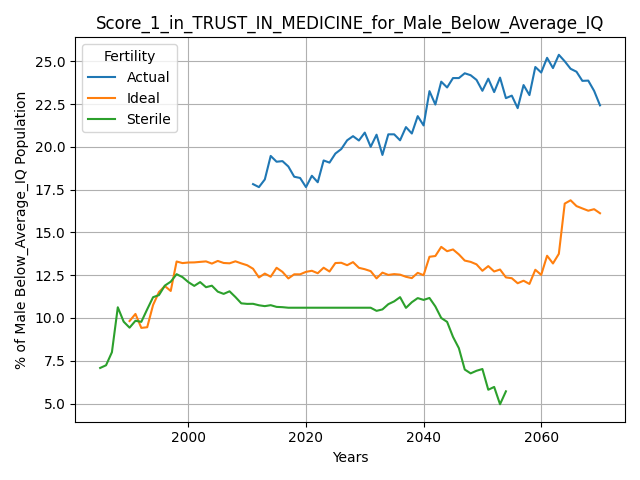 Score_1_in_TRUST_IN_MEDICINE_for_Male_Below_Average_IQ
Fertility
Actual
Ideal
Sterile
% of Male Below_Average_IQ Population
25.0
22.5
20.0
17.5
15.0
12.5
10.0
7.5
5.0
2000
2020
2040
2060
Years